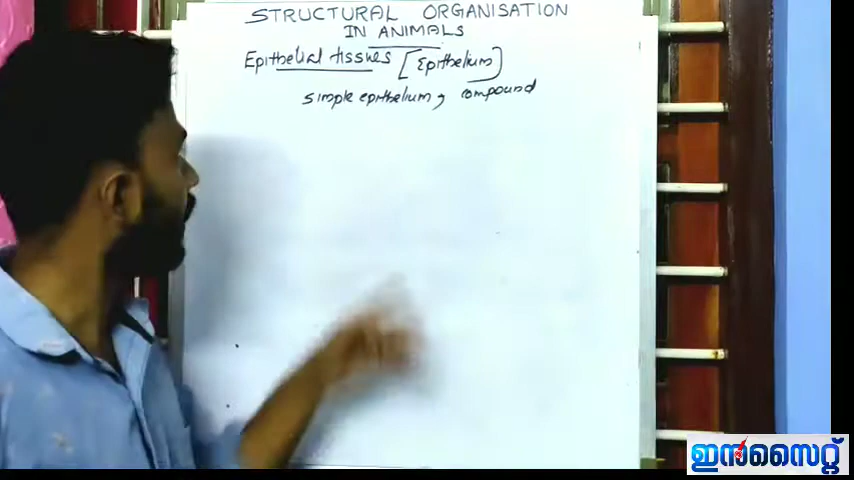 STRUCTURAL ORGANISATION
IN ANIMALS
Epithelial tissues [Epithelium]
simple epithelium, compound
ഇൻസൈറ്റ്